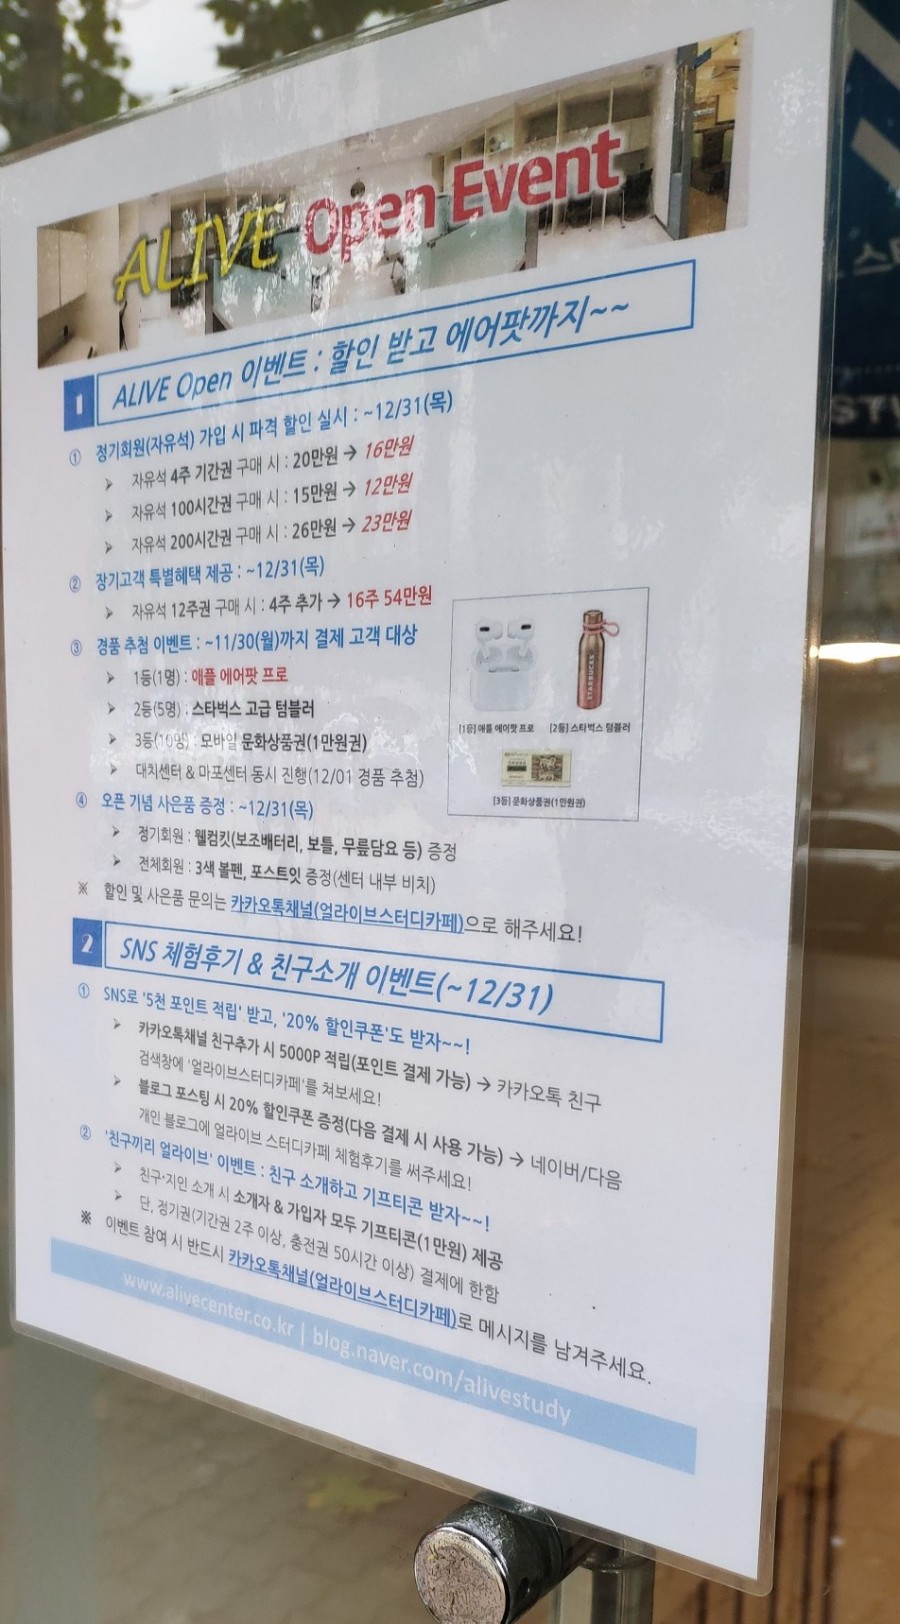 ALIVE Open Event
1 ALIVE Open 이벤트 : 할인 받고 에어팟까지~~
① 정기회원(자유석) 가입 시 파격 할인 실시 : ~12/31(목)
➤ 자유석 4주 기간권 구매 시 : 20만원 → 16만원
➤ 자유석 100시간권 구매 시 : 15만원 → 12만원
➤ 자유석 200시간권 구매 시 : 26만원 → 23만원
② 장기고객 특별혜택 제공 : ~12/31(목)
➤ 자유석 12주권 구매 시 : 4주 추가 → 16주 54만원
③ 경품 추첨 이벤트 : ~11/30(월)까지 결제 고객 대상
➤ 1등(1명) : 애플 에어팟 프로
➤ 2등(5명) : 스타벅스 고급 텀블러
➤ 3등(10명) : 모바일 문화상품권(1만원권)
➤ 대치센터 & 마포센터 동시 진행(12/01 경품 추첨)
STARBUCKS
[1등] 애플 에어팟 프로 [2등] 스타벅스 텀블러
[3등] 문화상품권(1만원권)
④ 오픈 기념 사은품 증정 : ~12/31(목)
➤ 정기회원 : 웰컴킷(보조배터리, 보틀, 무릎담요 등) 증정
➤ 전체회원 : 3색 볼펜, 포스트잇 증정(센터 내부 비치)
※ 할인 및 사은품 문의는 카카오톡채널(얼라이브스터디카페)으로 해주세요!
2 SNS 체험후기 & 친구소개 이벤트(~12/31)
① SNS로 '5천 포인트 적립' 받고, '20% 할인쿠폰'도 받자~~!
➤ 카카오톡채널 친구추가 시 5000P 적립(포인트 결제 가능) → 카카오톡 친구
검색창에 '얼라이브스터디카페'를 쳐보세요!
➤ 블로그 포스팅 시 20% 할인쿠폰 증정(다음 결제 시 사용 가능) → 네이버/다음
개인 블로그에 얼라이브 스터디카페 체험후기를 써주세요!
② '친구끼리 얼라이브' 이벤트 : 친구 소개하고 기프티콘 받자~~!
➤ 친구·지인 소개 시 소개자 & 가입자 모두 기프티콘(1만원) 제공
➤ 단, 정기권(기간권 2주 이상, 충전권 50시간 이상) 결제에 한함
※ 이벤트 참여 시 반드시 카카오톡채널(얼라이브스터디카페)로 메시지를 남겨주세요.
www.alivecenter.co.kr | blog.naver.com/alivestudy